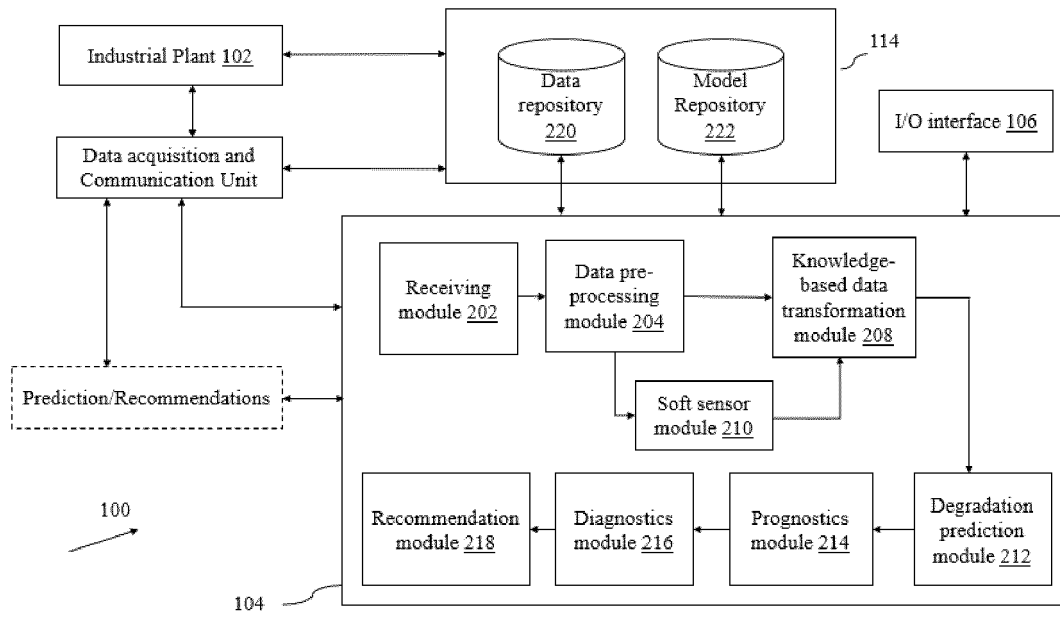 Industrial Plant 102
Data acquisition and
Communication Unit
Data
repository
220
Model
Repository
222
114
I/O interface 106
Receiving
module 202
Data pre-
processing
module 204
Knowledge-
based data
transformation
module 208
Soft sensor
module 210
Prediction/Recommendations
Recommendation
module 218
Diagnostics
module 216
Prognostics
module 214
Degradation
prediction
module 212
100
104